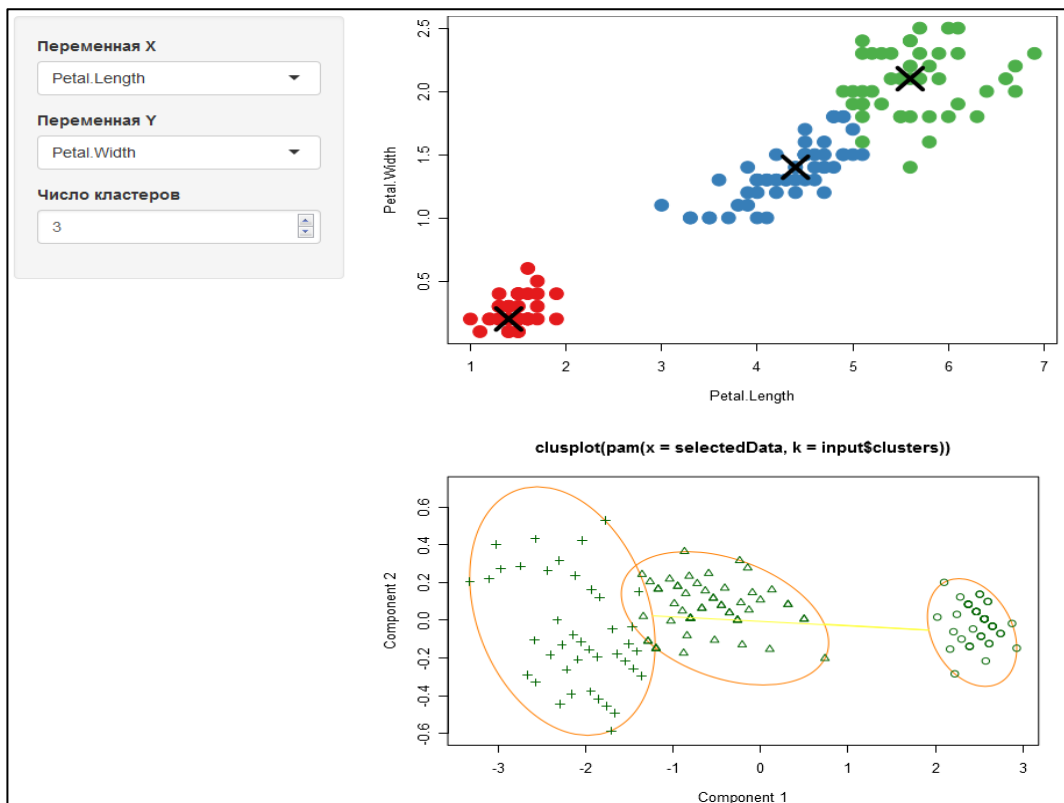 Переменная X
Petal.Length
Переменная Y
Petal.Width
Число кластеров
3
Petal.Width
2.5
2.0
1.5
1.0
0.5
1 2 3 4 5 6 7
Petal.Length
clusplot(pam(x = selectedData, k = input$clusters))
Component 2
0.6
0.4
0.2
0.0
-0.2
-0.4
-0.6
-3 -2 -1 0 1 2 3
Component 1